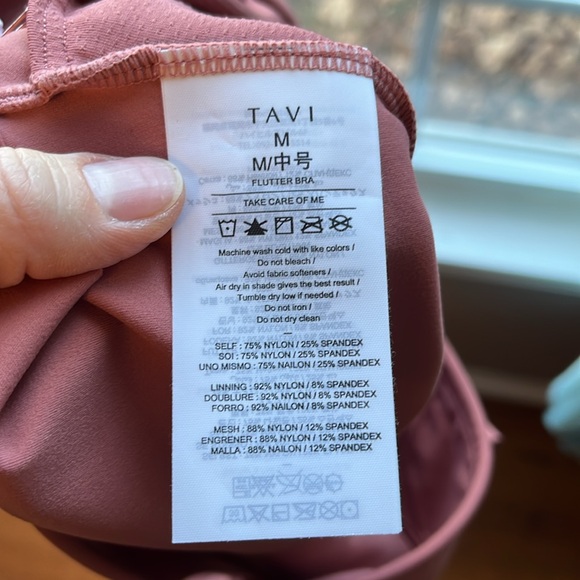 TAVI
M
M/中号
FLUTTER BRA
TAKE CARE OF ME
Machine wash cold with like colors /
Do not bleach /
Avoid fabric softeners /
Air dry in shade gives the best result /
Tumble dry low if needed /
Do not iron /
Do not dry clean
SELF : 75% NYLON / 25% SPANDEX
SOI : 75% NYLON / 25% SPANDEX
UNO MISMO : 75% NAILON / 25% SPANDEX
LINNING : 92% NYLON / 8% SPANDEX
DOUBLURE : 92% NYLON / 8% SPANDEX
FORRO : 92% NAILON / 8% SPANDEX
MESH : 88% NYLON / 12% SPANDEX
ENGRENER : 88% NYLON / 12% SPANDEX
MALLA : 88% NAILON / 12% SPANDEX